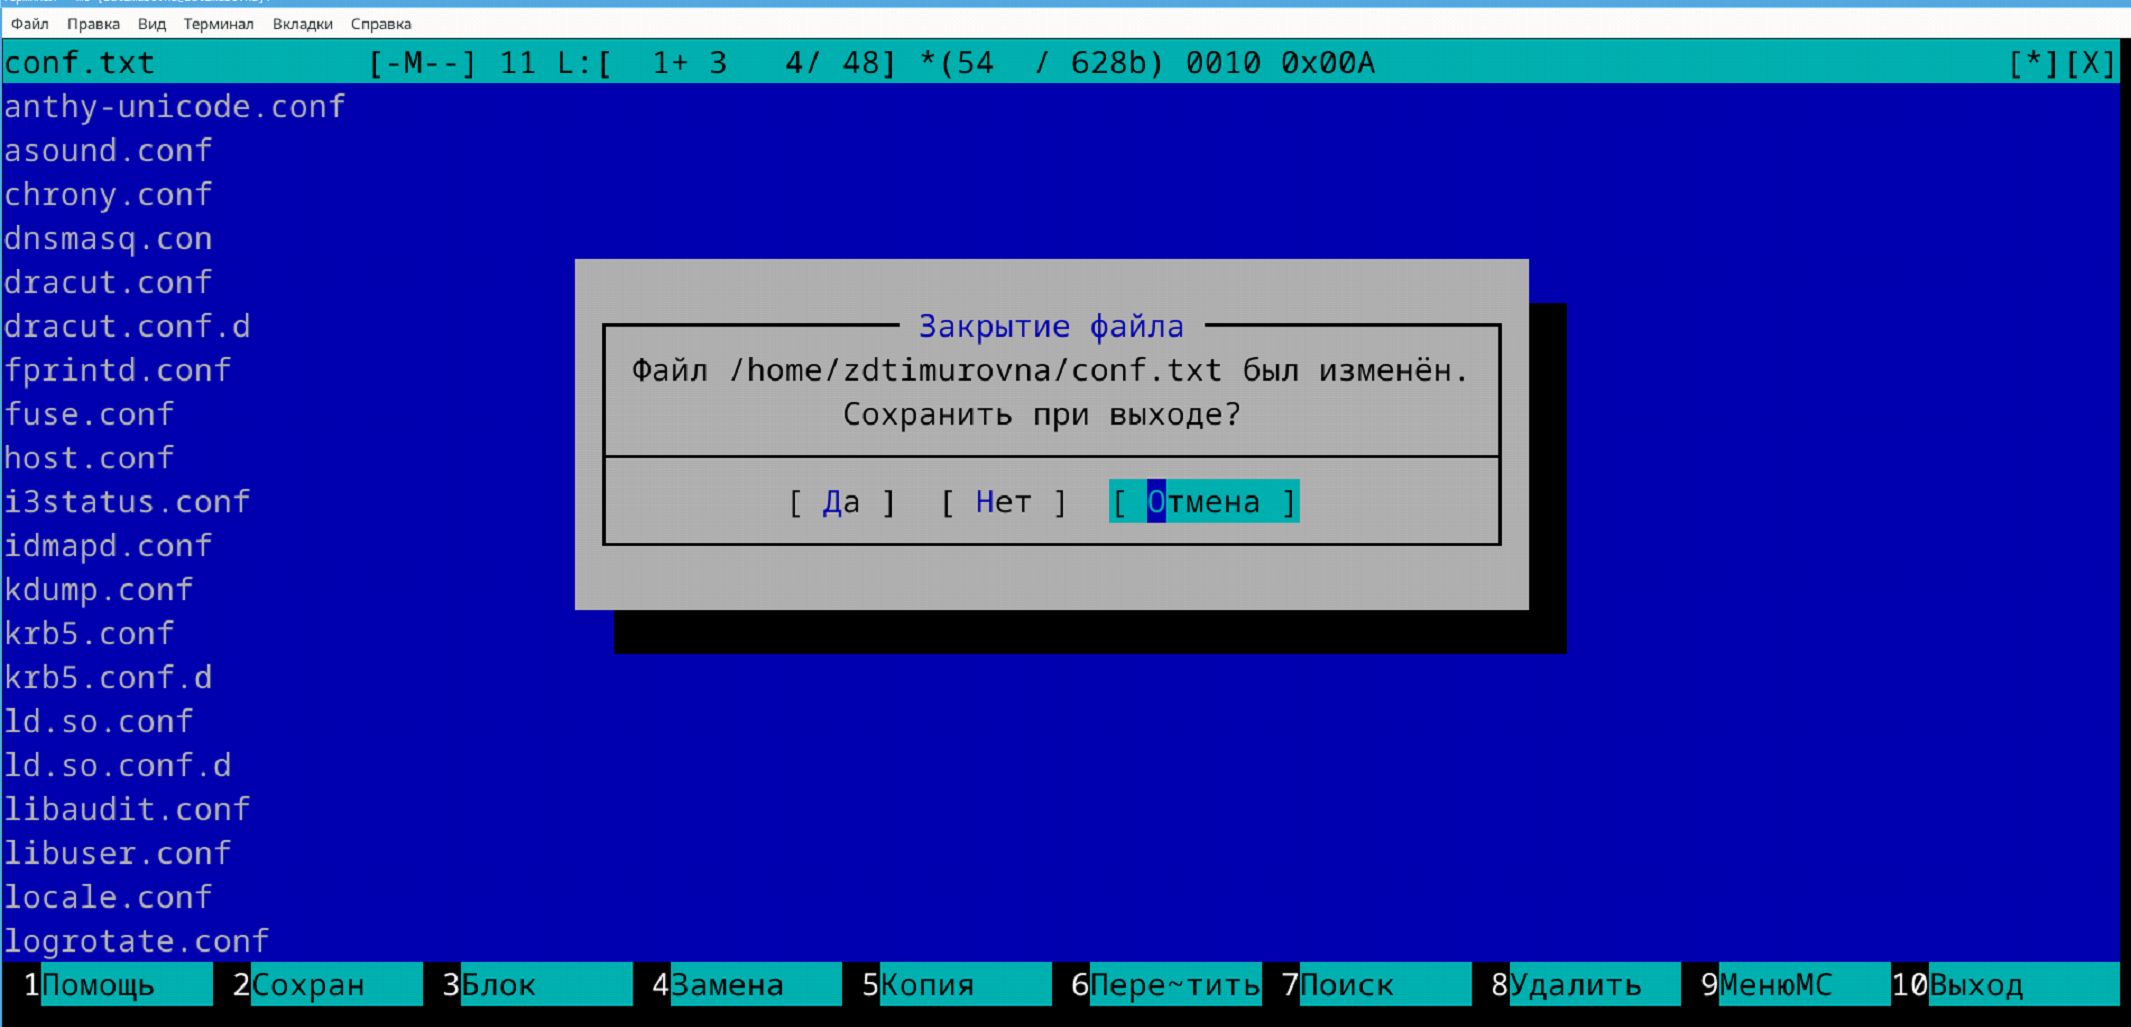 Файл Правка Вид Терминал Вкладки Справка
conf.txt [-M--] 11 L:[ 1+ 3 4/ 48] *(54 / 628b) 0010 0x00A [*][X]
anthy-unicode.conf
asound.conf
chrony.conf
dnsmasq.con
dracut.conf
dracut.conf.d
fprintd.conf
fuse.conf
host.conf
i3status.conf
idmapd.conf
kdump.conf
krb5.conf
krb5.conf.d
ld.so.conf
ld.so.conf.d
libaudit.conf
libuser.conf
locale.conf
logrotate.conf
Закрытие файла
Файл /home/zdtimurovna/conf.txt был изменён.
Сохранить при выходе?
[ Да ] [ Нет ] [ Отмена ]
1Помощь 2Сохран 3Блок 4Замена 5Копия 6Пере~тить 7Поиск 8Удалить 9МенюМС 10Выход